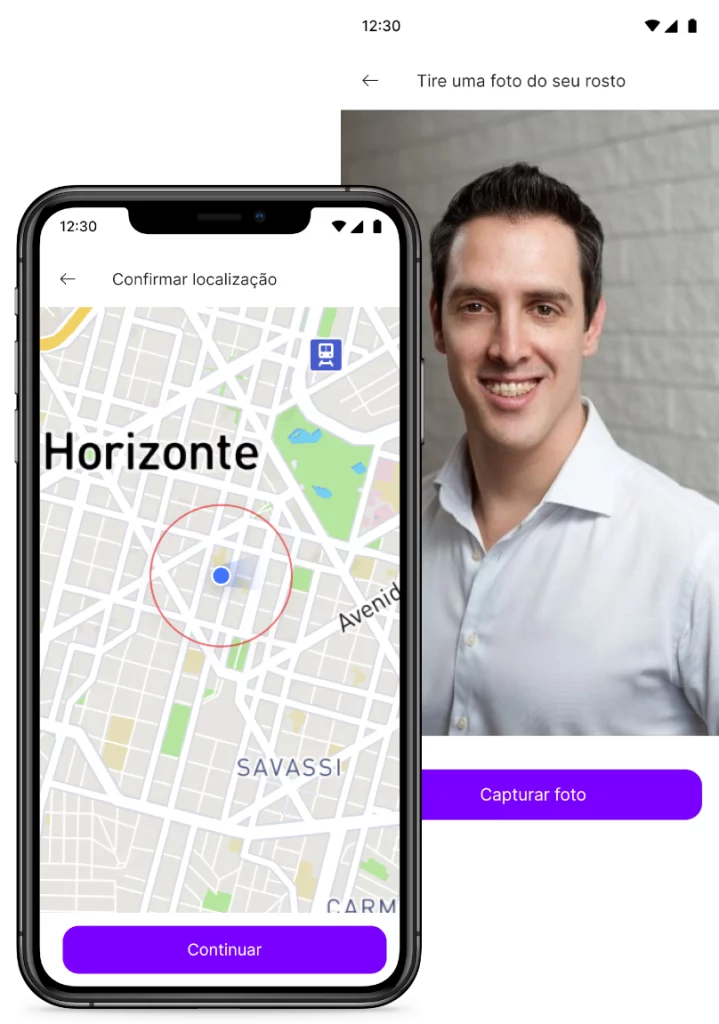 12:30
Tire uma foto do seu rosto
Capturar foto
12:30
Confirmar localização
Horizonte
Avenid
SAVASSI
CARM
Continuar